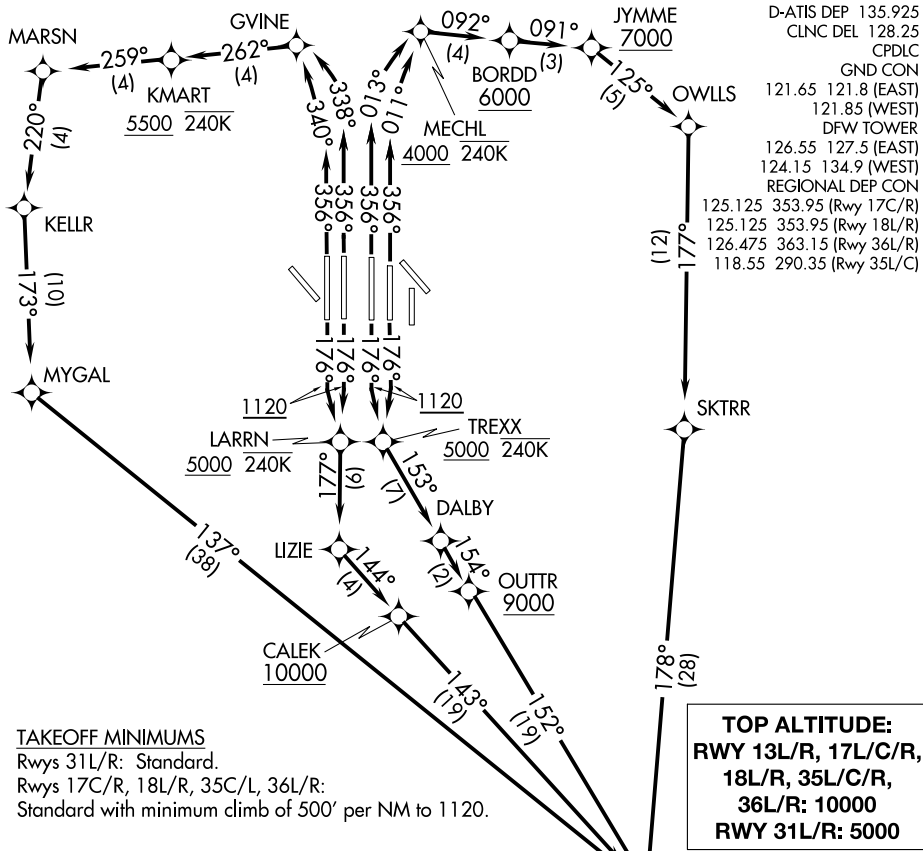 D-ATIS DEP 135.925
CLNC DEL 128.25
CPDLC
GND CON
121.65 121.8 (EAST)
121.85 (WEST)
DFW TOWER
126.55 127.5 (EAST)
124.15 134.9 (WEST)
REGIONAL DEP CON
125.125 353.95 (Rwy 17C/R)
125.125 353.95 (Rwy 18L/R)
126.475 363.15 (Rwy 36L/R)
118.55 290.35 (Rwy 35L/C)
MARSN
259°
(4)
KMART
5500 240K
262°
(4)
GVINE
340°
338°
013°
011°
092°
(4)
BORDD
6000
091°
(3)
JYMME
7000
125°
(5)
OWLLS
MECHL
4000 240K
220°
(4)
KELLR
173°
(10)
MYGAL
356°
356°
356°
356°
176°
176°
176°
176°
1120
1120
177°
(12)
SKTRR
LARRN
5000 240K
TREXX
5000 240K
177°
(6)
153°
(7)
DALBY
LIZIE
144°
(4)
154°
(2)
OUTTR
9000
137°
(38)
CALEK
10000
143°
(19)
152°
(19)
178°
(28)
TAKEOFF MINIMUMS
Rwys 31L/R: Standard.
Rwys 17C/R, 18L/R, 35C/L, 36L/R:
Standard with minimum climb of 500' per NM to 1120.
TOP ALTITUDE:
RWY 13L/R, 17L/C/R,
18L/R, 35L/C/R,
36L/R: 10000
RWY 31L/R: 5000